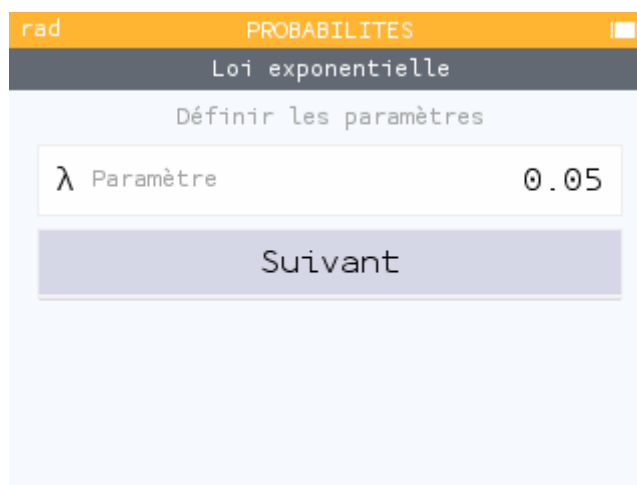 rad PROBABILITES
Loi exponentielle
Définir les paramètres
λ Paramètre 0.05
Suivant